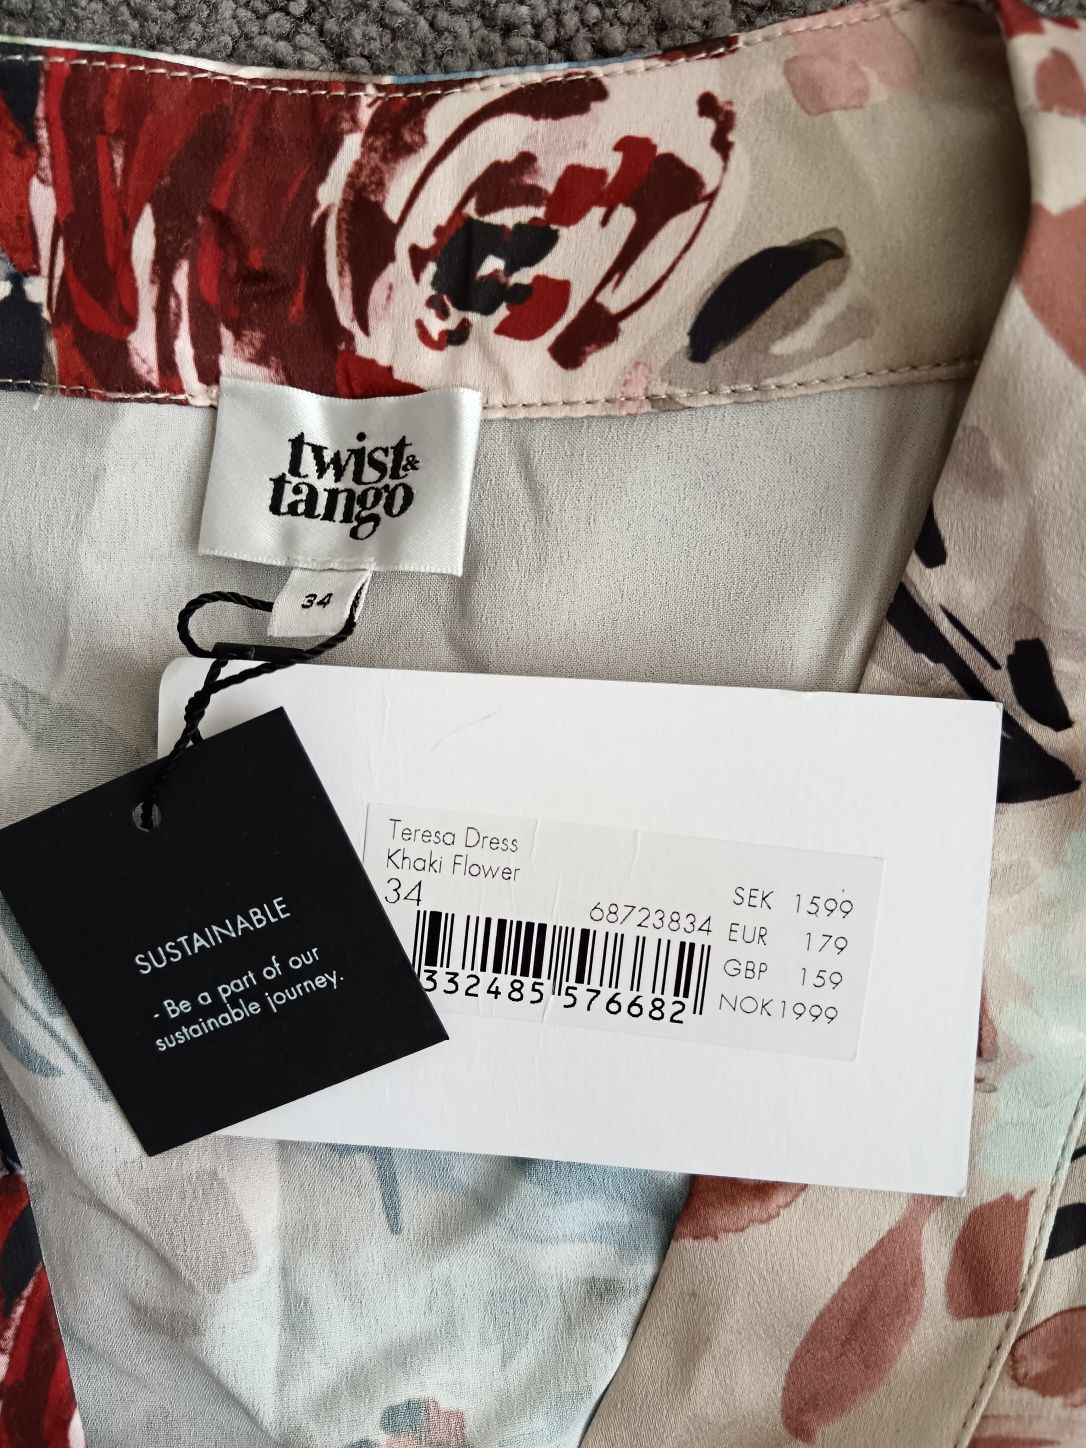 twist &
tango
34
SUSTAINABLE
- Be a part of our
sustainable journey.
Teresa Dress
Khaki Flower
34
68723834
332485 576682
SEK 1599
EUR 179
GBP 159
NOK 1999